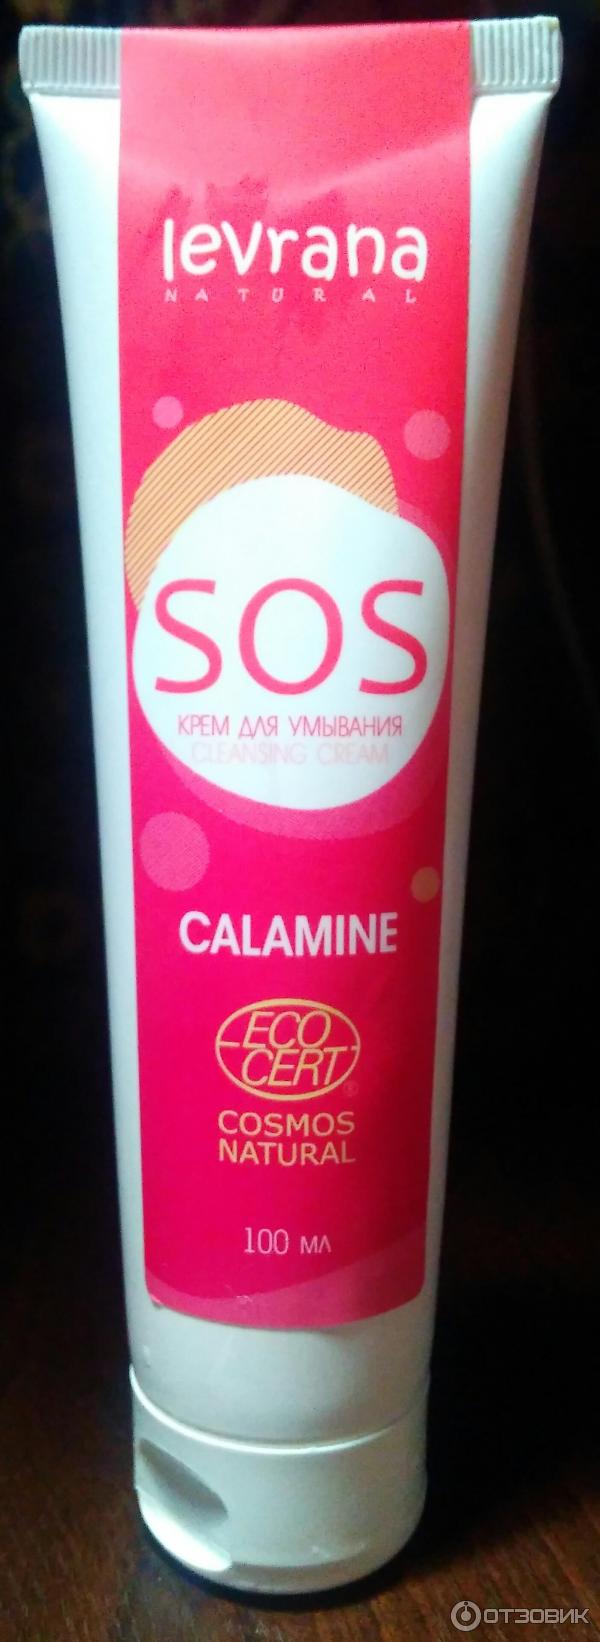 levrana
NATURAL
SOS
КРЕМ ДЛЯ УМЫВАНИЯ
CLEANSING CREAM
CALAMINE
ECO
CERT®
COSMOS
NATURAL
100 мл
ОТЗОВИК